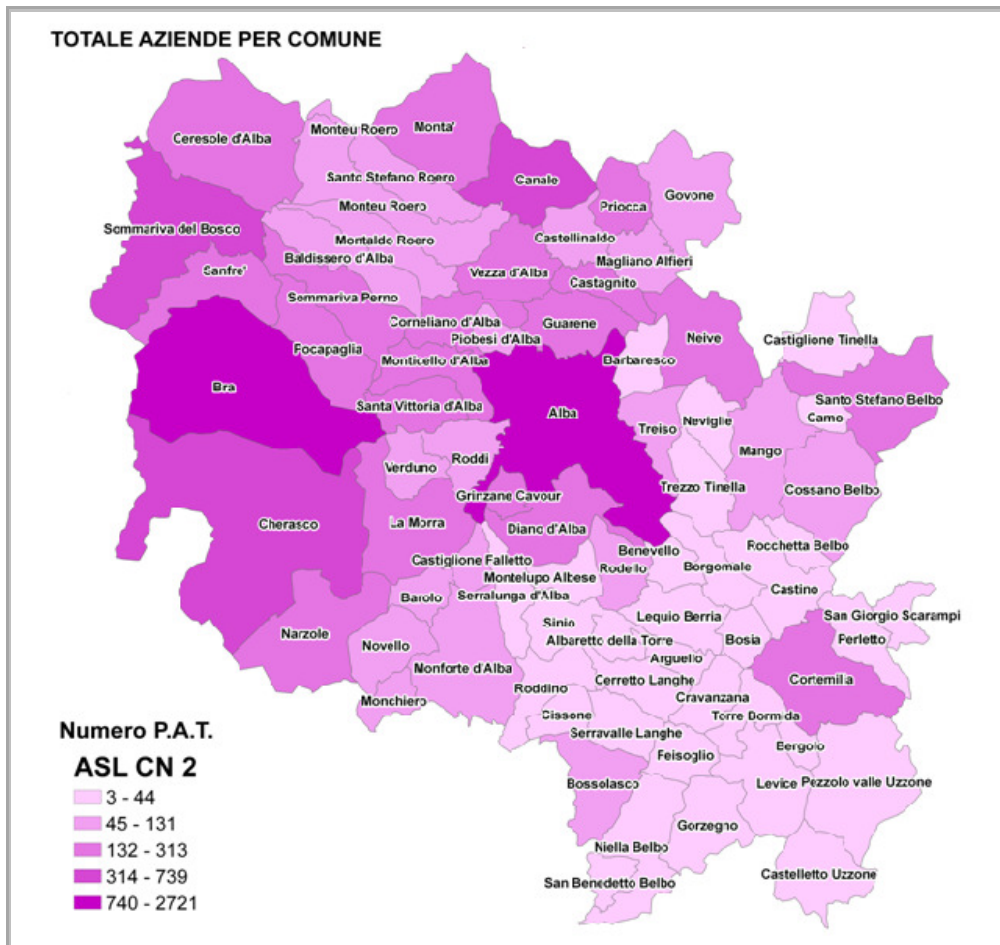 TOTALE AZIENDE PER COMUNE
Ceresole d'Alba
Monteu Roero
Monta'
Santo Stefano Roero
Canale
Govone
Priocca
Monteu Roero
Sommariva del Bosco
Montaldo Roero
Castellinaldo
Baldissero d'Alba
Magliano Alfieri
Sanfre'
Vezza d'Alba
Castagnito
Sommariva Perno
Corneliano d'Alba
Guarene
Piobesi d'Alba
Neive
Castiglione Tinella
Focapaglia
Monticello d'Alba
Barbaresco
Bra
Santo Stefano Belbo
Santa Vittoria d'Alba
Alba
Neviglie
Camo
Treiso
Mango
Verduno
Roddi
Trezzo Tinella
Cossano Belbo
Grinzane Cavour
Cherasco
La Morra
Diano d'Alba
Benevello
Rocchetta Belbo
Castiglione Falletto
Rodello
Borgomale
Montelupo Albese
Castino
Barolo
Serralunga d'Alba
San Giorgio Scarampi
Lequio Berria
Narzole
Sinio
Albaretto della Torre
Bosia
Ferletto
Novello
Arguello
Monforte d'Alba
Cerretto Langhe
Cortemilia
Roddino
Cravanzana
Monchiero
Cissone
Torre Bormida
Serravalle Langhe
Bergolo
Feisoglio
Bossolasco
Levice
Pezzolo valle Uzzone
Gorzegno
Niella Belbo
San Benedetto Belbo
Castelletto Uzzone
Numero P.A.T.
ASL CN 2
3 - 44
45 - 131
132 - 313
314 - 739
740 - 2721